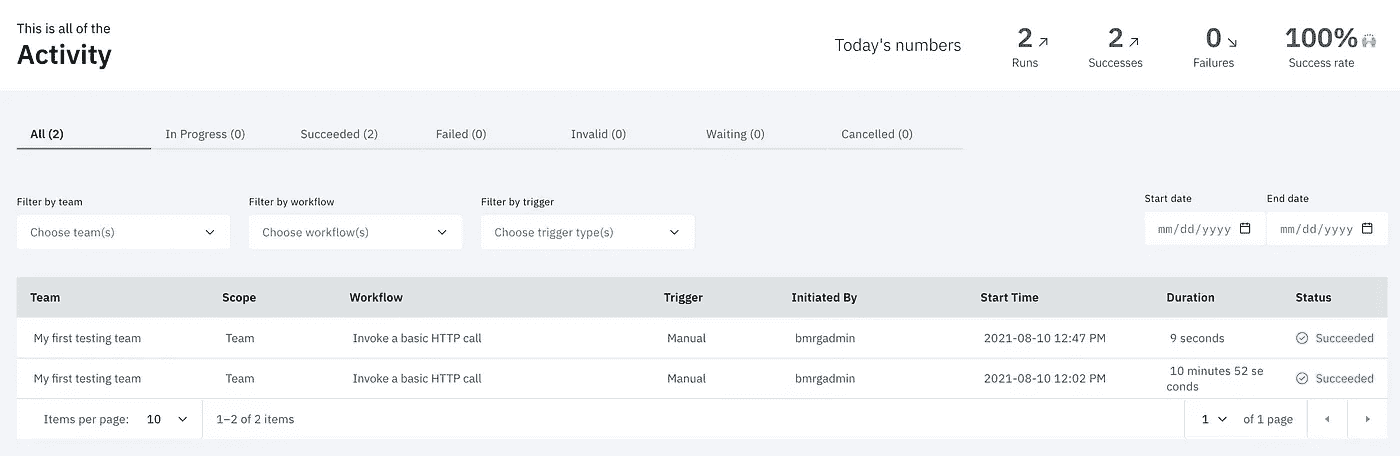 This is all of the
Activity
Today's numbers
2
Runs
2
Successes
0
Failures
100%
Success rate
All (2) In Progress (0) Succeeded (2) Failed (0) Invalid (0) Waiting (0) Cancelled (0)
Filter by team Filter by workflow Filter by trigger Start date End date
Choose team(s) Choose workflow(s) Choose trigger type(s) mm/dd/yyyy mm/dd/yyyy
Team Scope Workflow Trigger Initiated By Start Time Duration Status
My first testing team Team Invoke a basic HTTP call Manual bmrgadmin 2021-08-10 12:47 PM 9 seconds Succeeded
My first testing team Team Invoke a basic HTTP call Manual bmrgadmin 2021-08-10 12:02 PM 10 minutes 52 se
conds Succeeded
Items per page: 10 1–2 of 2 items 1 of 1 page